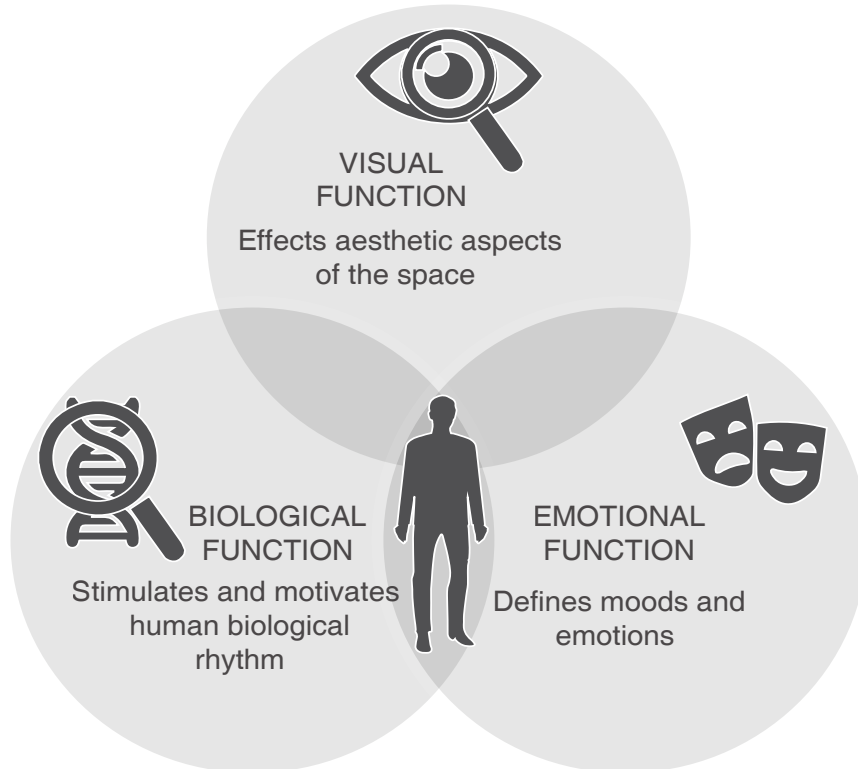 VISUAL
FUNCTION
Effects aesthetic aspects
of the space
BIOLOGICAL
FUNCTION
Stimulates and motivates
human biological
rhythm
EMOTIONAL
FUNCTION
Defines moods and
emotions